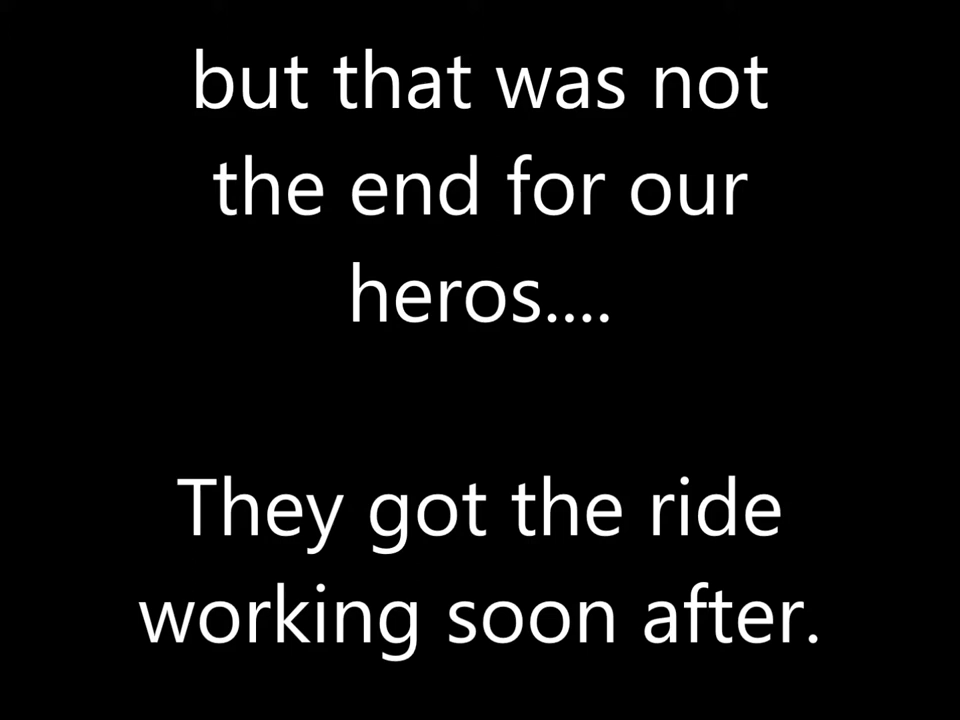 but that was not
the end for our
heros....
They got the ride
working soon after.